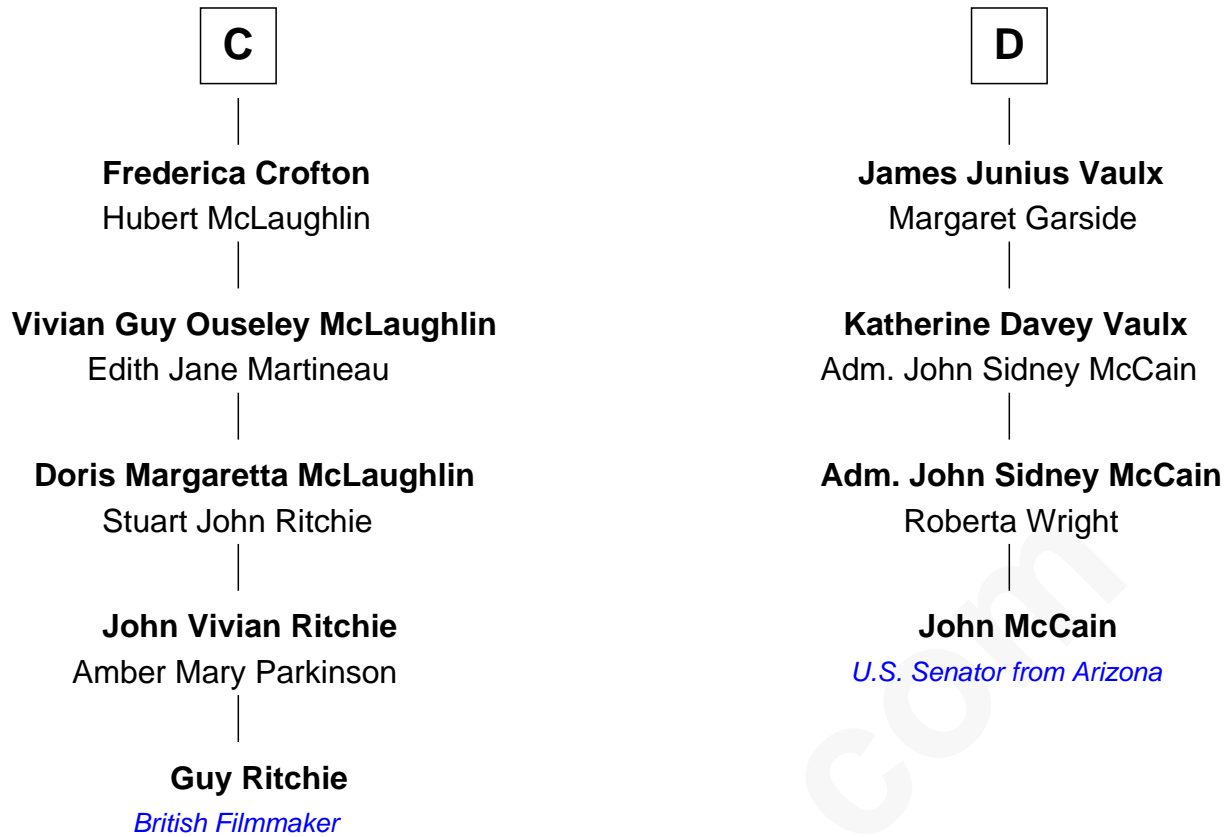 C
Frederica Crofton
Hubert McLaughlin
Vivian Guy Ouseley McLaughlin
Edith Jane Martineau
Doris Margaretta McLaughlin
Stuart John Ritchie
John Vivian Ritchie
Amber Mary Parkinson
Guy Ritchie
British Filmmaker
D
James Junius Vaulx
Margaret Garside
Katherine Davey Vaulx
Adm. John Sidney McCain
Adm. John Sidney McCain
Roberta Wright
John McCain
U.S. Senator from Arizona
com